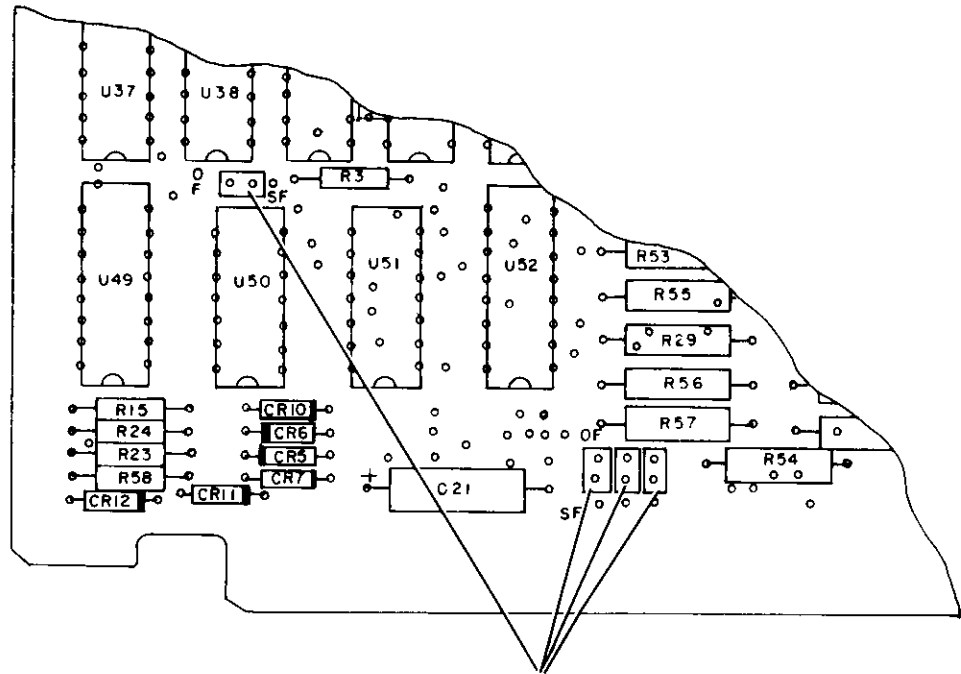 U37
U38
O
F
SF
R3
U49
U50
U51
U52
R53
R55
R29
R56
R57
R15
R24
R23
R58
CR12
CR11
CR10
CR6
CR5
CR7
+
C21
OF
SF
R54